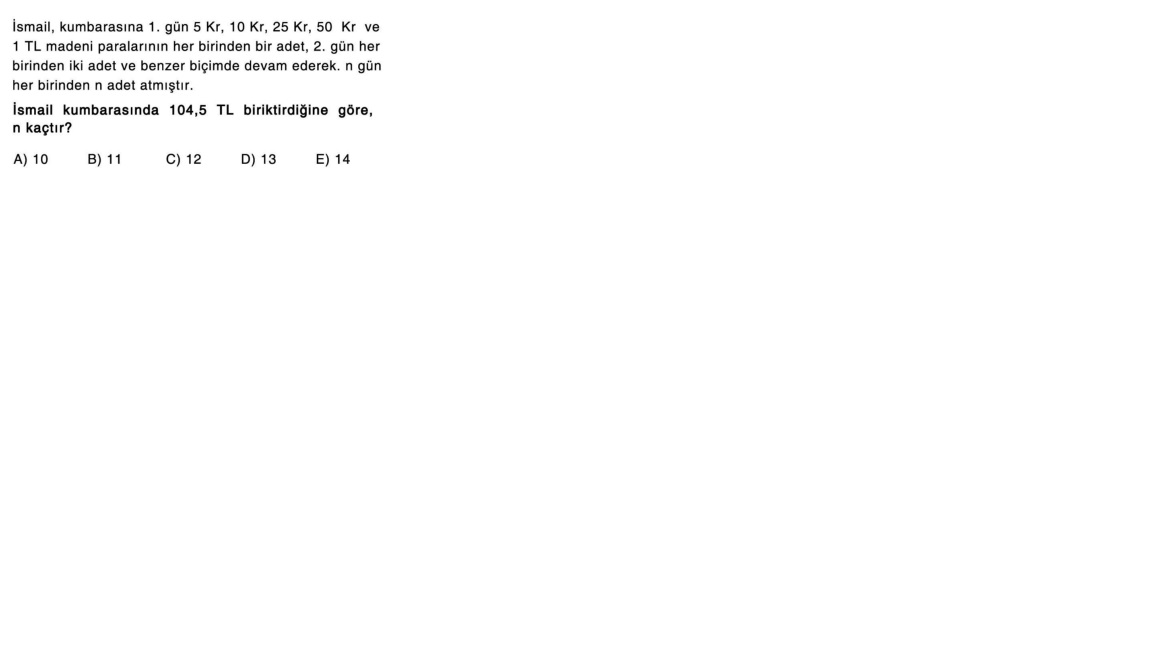 İsmail, kumbarasına 1. gün 5 Kr, 10 Kr, 25 Kr, 50 Kr ve
1 TL madeni paralarının her birinden bir adet, 2. gün her
birinden iki adet ve benzer biçimde devam ederek. n gün
her birinden n adet atmıştır.
İsmail kumbarasında 104,5 TL biriktirdiğine göre,
n kaçtır?
A) 10 B) 11 C) 12 D) 13 E) 14